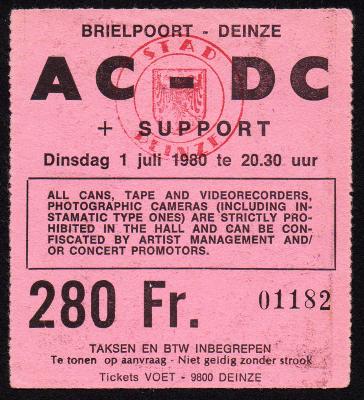 BRIELPOORT - DEINZE
STAD
AC-DC
DEINZE
+ SUPPORT
Dinsdag 1 juli 1980 te 20.30 uur
ALL CANS, TAPE AND VIDEORECORDERS,
PHOTOGRAPHIC CAMERAS (INCLUDING IN-
STAMATIC TYPE ONES) ARE STRICTLY PRO-
HIBITED IN THE HALL AND CAN BE CON-
FISCATED BY ARTIST MANAGEMENT AND/
OR CONCERT PROMOTORS.
280 Fr. 01182
TAKSEN EN BTW INBEGREPEN
Te tonen op aanvraag - Niet geldig zonder strook
Tickets VOET - 9800 DEINZE